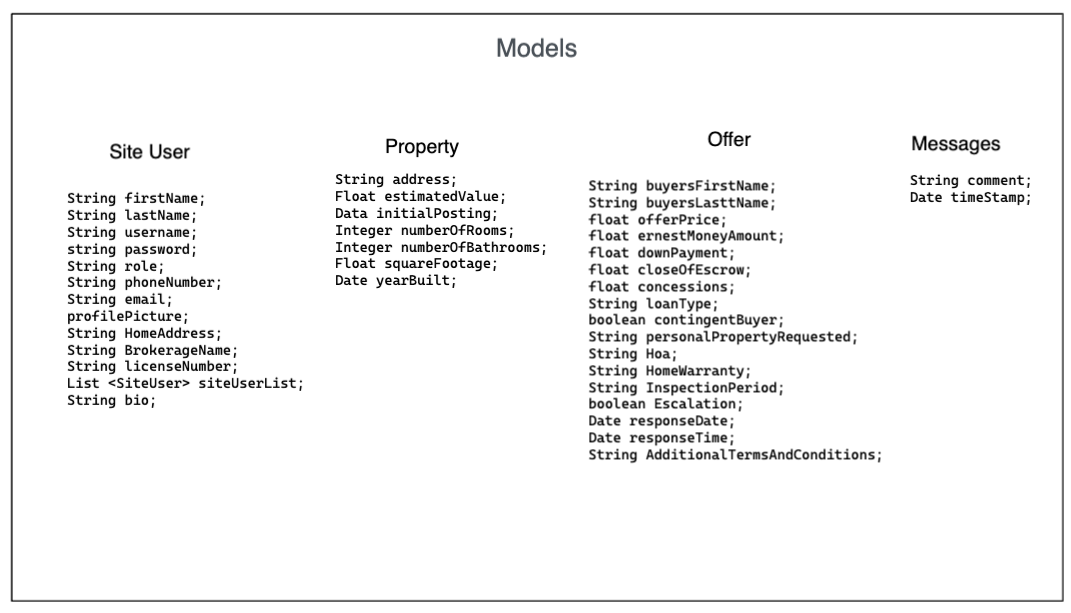 Models
Site User
String firstName;
String lastName;
String username;
string password;
String role;
String phoneNumber;
String email;
profilePicture;
String HomeAddress;
String BrokerageName;
String licenseNumber;
List <SiteUser> siteUserList;
String bio;
Property
String address;
Float estimatedValue;
Data initialPosting;
Integer numberOfRooms;
Integer numberOfBathrooms;
Float squareFootage;
Date yearBuilt;
Offer
String buyersFirstName;
String buyersLasttName;
float offerPrice;
float ernestMoneyAmount;
float downPayment;
float closeOfEscrow;
float concessions;
String loanType;
boolean contingentBuyer;
String personalPropertyRequested;
String Hoa;
String HomeWarranty;
String InspectionPeriod;
boolean Escalation;
Date responseDate;
Date responseTime;
String AdditionalTermsAndConditions;
Messages
String comment;
Date timeStamp;